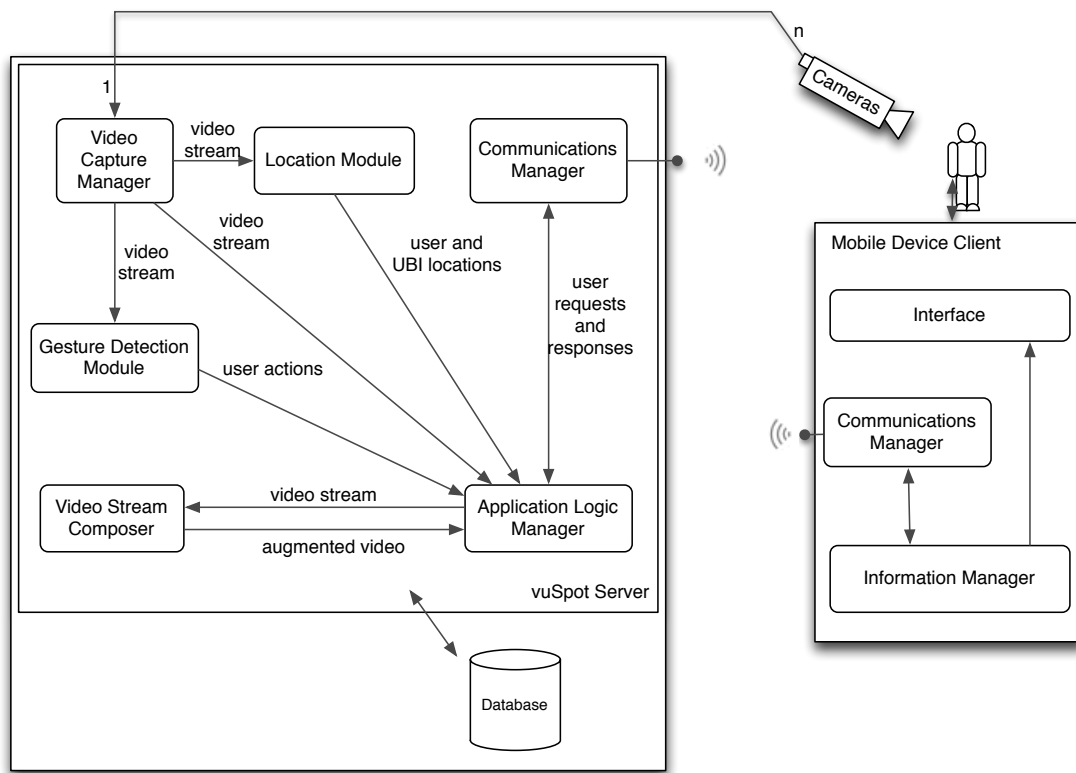 n
1
Cameras
Video
Capture
Manager
video
stream
Location Module
Communications
Manager
video
stream
video
stream
user and
UBI locations
user
requests
and
responses
Gesture Detection
Module
user actions
Video Stream
Composer
video stream
augmented video
Application Logic
Manager
vuSpot Server
Database
Mobile Device Client
Interface
Communications
Manager
Information Manager